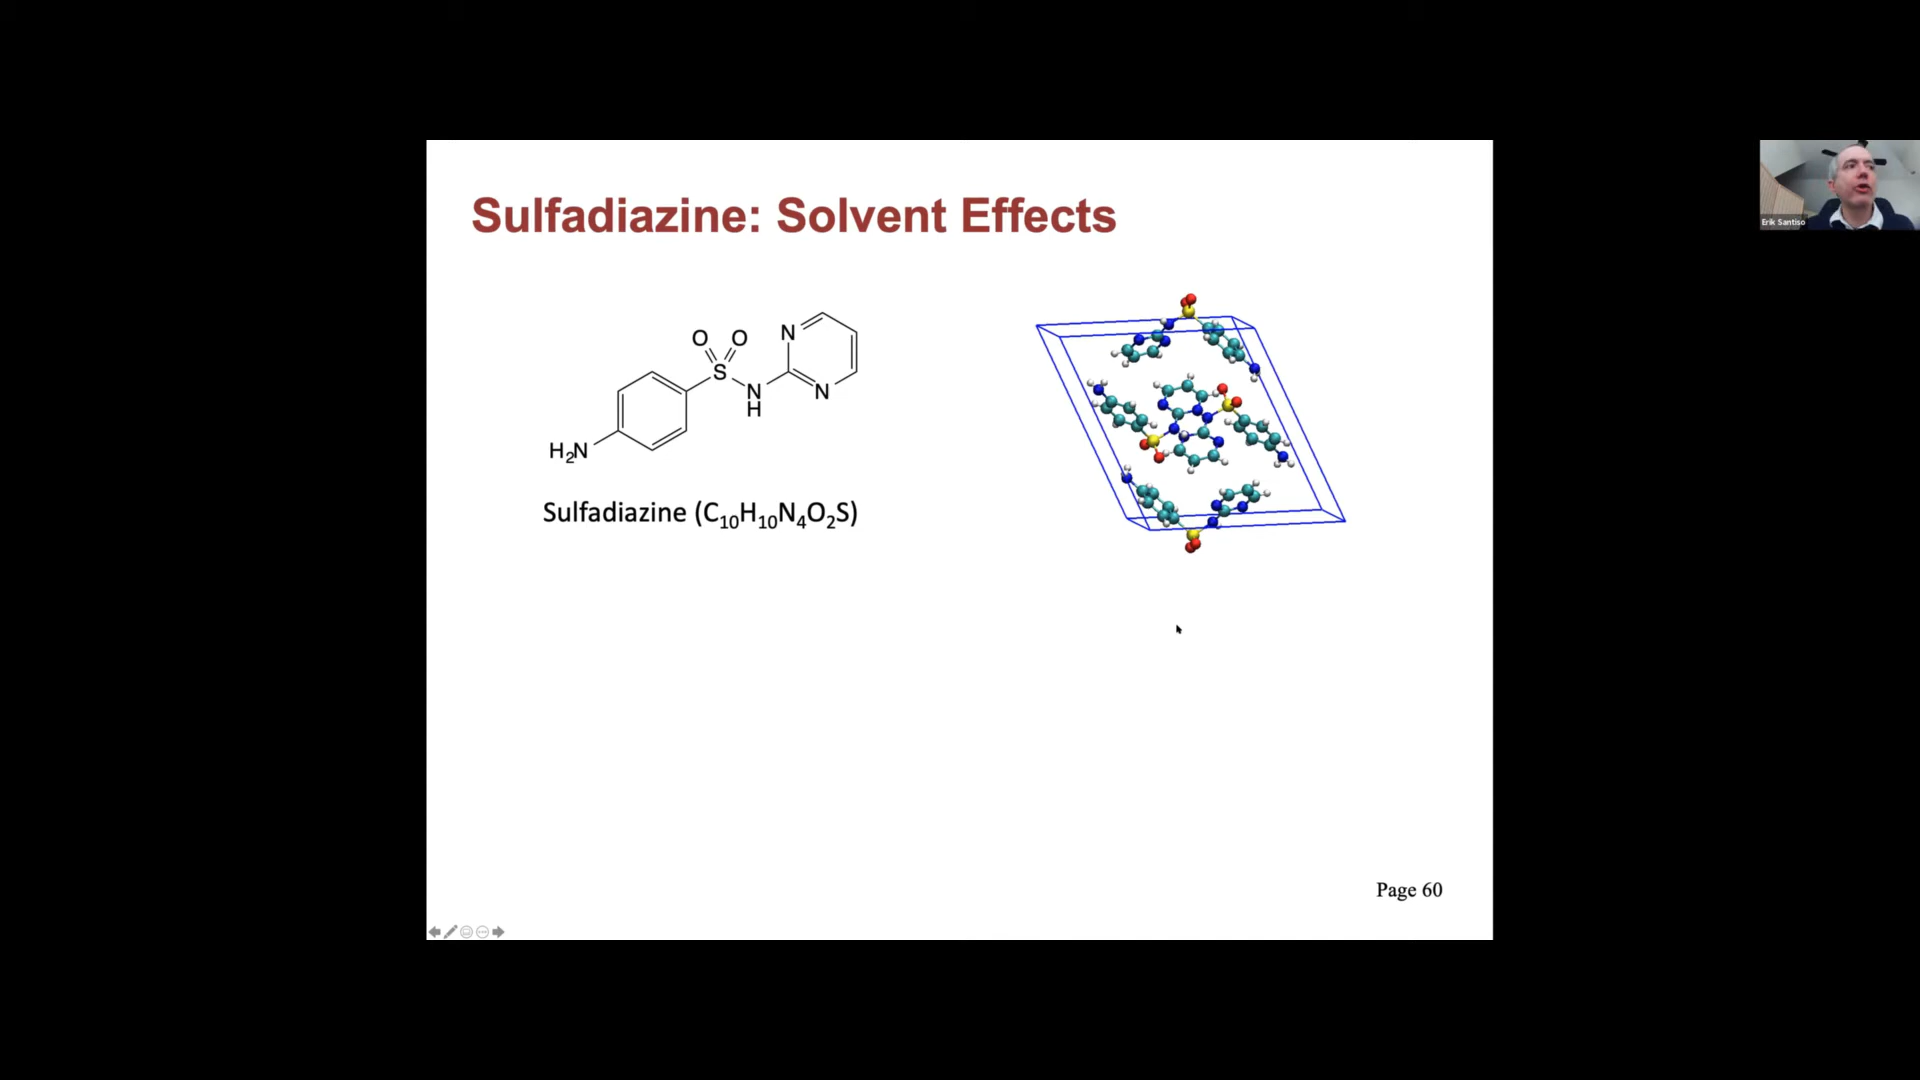 Sulfadiazine: Solvent Effects
O O
S
N
H
N
N
H₂N
Sulfadiazine (C₁₀H₁₀N₄O₂S)
Page 60
Erik Santiso